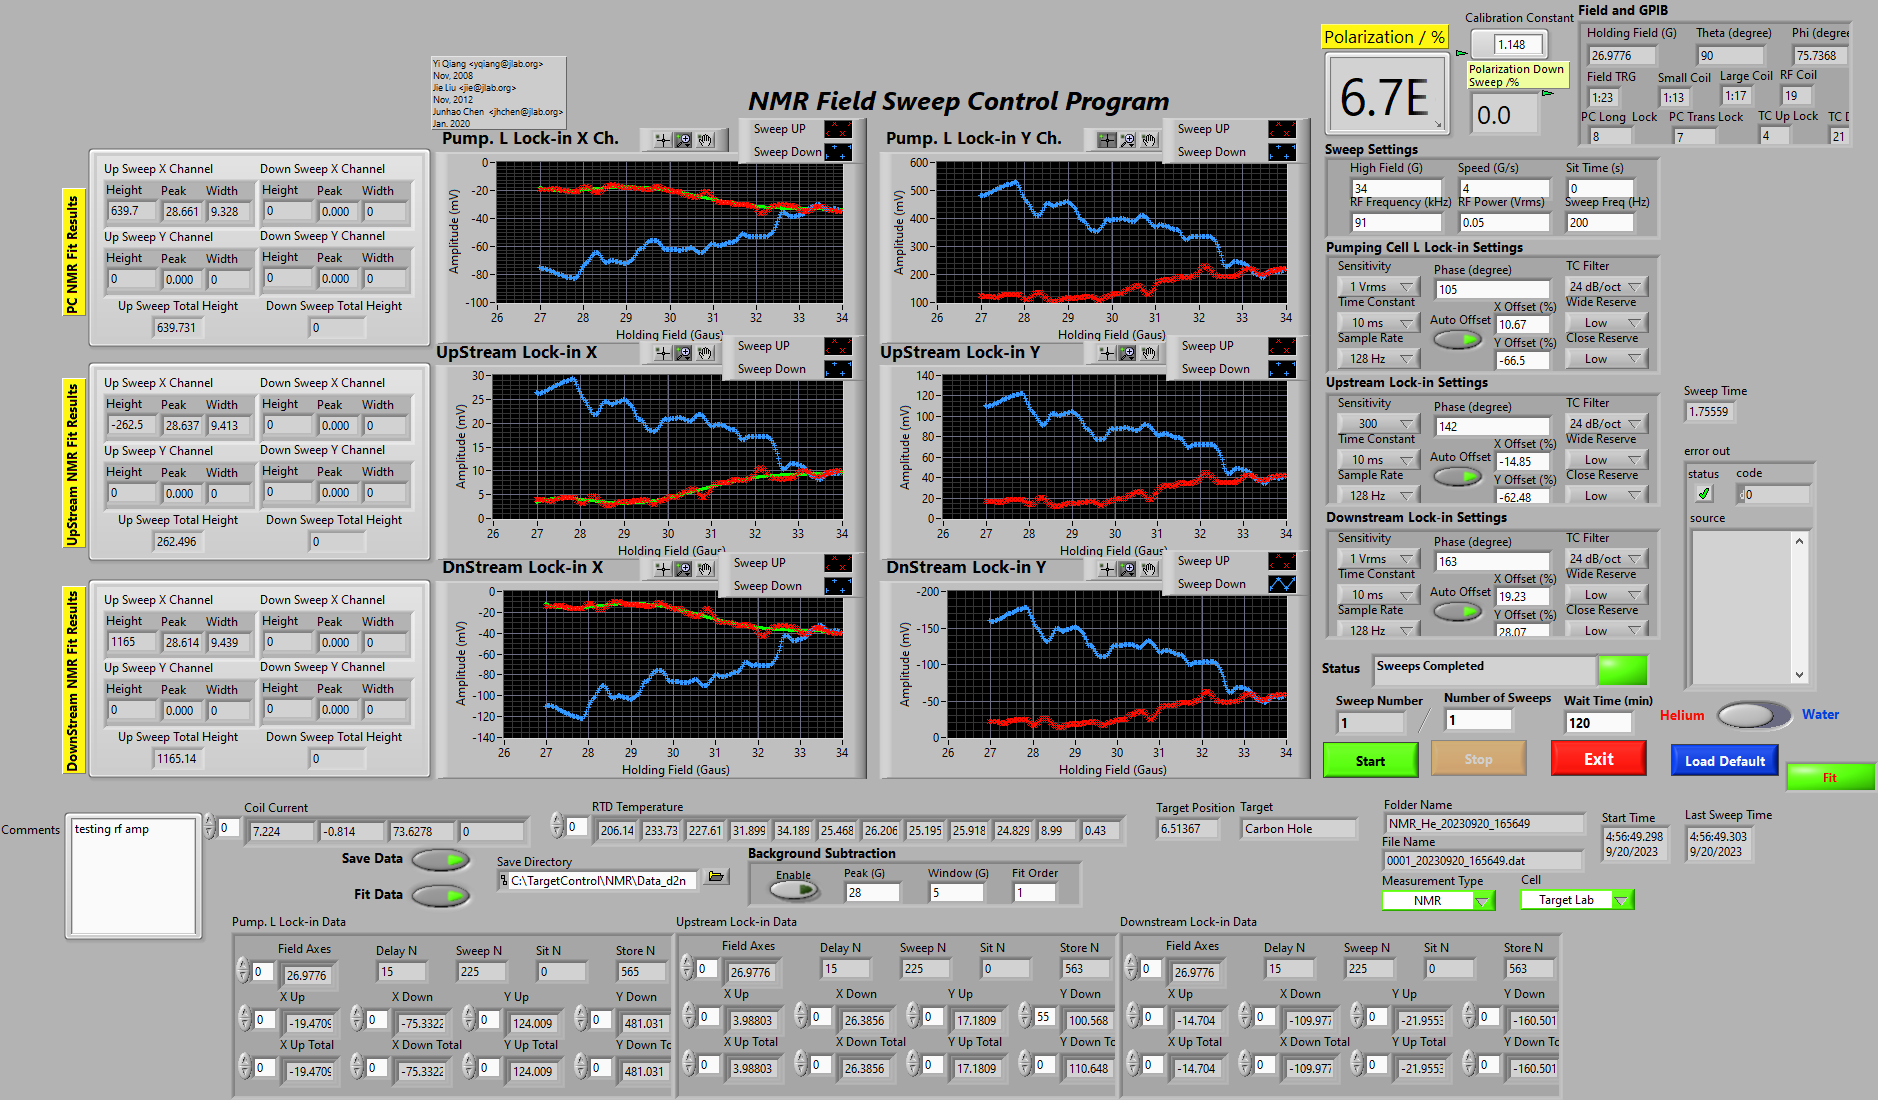 Yi Qiang <yqiang@jlab.org>
Nov, 2008
Jie Liu <jie@jlab.org>
Nov, 2012
Junhao Chen <jhchen@jlab.org>
Jan. 2020
NMR Field Sweep Control Program
Polarization / %
6.7E
Calibration Constant
1.148
Polarization Down
Sweep /%
0.0
Field and GPIB
Holding Field (G) Theta (degree) Phi (degree
26.9776 90 75.7368
Field TRG Small Coil Large Coil RF Coil
1:23 1:13 1:17 19
PC Long Lock PC Trans Lock TC Up Lock TC D
8 7 4 21
PC NMR Fit Results
Up Sweep X Channel Down Sweep X Channel
Height Peak Width Height Peak Width
639.7 28.661 9.328 0 0.000 0
Up Sweep Y Channel Down Sweep Y Channel
Height Peak Width Height Peak Width
0 0.000 0 0 0.000 0
Up Sweep Total Height Down Sweep Total Height
639.731 0
UpStream NMR Fit Results
Up Sweep X Channel Down Sweep X Channel
Height Peak Width Height Peak Width
-262.5 28.637 9.413 0 0.000 0
Up Sweep Y Channel Down Sweep Y Channel
Height Peak Width Height Peak Width
0 0.000 0 0 0.000 0
Up Sweep Total Height Down Sweep Total Height
262.496 0
DownStream NMR Fit Results
Up Sweep X Channel Down Sweep X Channel
Height Peak Width Height Peak Width
1165 28.614 9.439 0 0.000 0
Up Sweep Y Channel Down Sweep Y Channel
Height Peak Width Height Peak Width
0 0.000 0 0 0.000 0
Up Sweep Total Height Down Sweep Total Height
1165.14 0
Pump. L Lock-in X Ch.
Sweep UP
Sweep Down
Amplitude (mV)
0
-20
-40
-60
-80
-100
26 27 28 29 30 31 32 33 34
Holding Field (Gaus)
Pump. L Lock-in Y Ch.
Sweep UP
Sweep Down
Amplitude (mV)
600
500
400
300
200
100
26 27 28 29 30 31 32 33 34
Holding Field (Gaus)
UpStream Lock-in X
Sweep UP
Sweep Down
Amplitude (mV)
30
25
20
15
10
5
0
26 27 28 29 30 31 32 33 34
Holding Field (Gaus)
UpStream Lock-in Y
Sweep UP
Sweep Down
Amplitude (mV)
140
120
100
80
60
40
20
0
26 27 28 29 30 31 32 33 34
Holding Field (Gaus)
DnStream Lock-in X
Sweep UP
Sweep Down
Amplitude (mV)
0
-20
-40
-60
-80
-100
-120
-140
26 27 28 29 30 31 32 33 34
Holding Field (Gaus)
DnStream Lock-in Y
Sweep UP
Sweep Down
Amplitude (mV)
-200
-150
-100
-50
0
26 27 28 29 30 31 32 33 34
Holding Field (Gaus)
Sweep Settings
High Field (G) Speed (G/s) Sit Time (s)
34 4 0
RF Frequency (kHz) RF Power (Vrms) Sweep Freq (Hz)
91 0.05 200
Pumping Cell L Lock-in Settings
Sensitivity Phase (degree) TC Filter
1 Vrms 105 24 dB/oct
Time Constant X Offset (%) Wide Reserve
10 ms Auto Offset 10.67 Low
Sample Rate Y Offset (%) Close Reserve
128 Hz -66.5 Low
Upstream Lock-in Settings
Sensitivity Phase (degree) TC Filter
300 142 24 dB/oct
Time Constant X Offset (%) Wide Reserve
10 ms Auto Offset -14.85 Low
Sample Rate Y Offset (%) Close Reserve
128 Hz -62.48 Low
Downstream Lock-in Settings
Sensitivity Phase (degree) TC Filter
1 Vrms 163 24 dB/oct
Time Constant X Offset (%) Wide Reserve
10 ms Auto Offset 19.23 Low
Sample Rate Y Offset (%) Close Reserve
128 Hz 28.07 Low
Sweep Time
1.75559
error out
status code
0
source
Status Sweeps Completed
Sweep Number Number of Sweeps Wait Time (min)
1 / 1 120
Helium Water
Start Stop Exit Load Default Fit
Comments
testing rf amp
Coil Current
0 7.224 -0.814 73.6278 0
RTD Temperature
0 206.14 233.73 227.61 31.899 34.189 25.468 26.206 25.195 25.918 24.829 8.99 0.43
Target Position Target
6.51367 Carbon Hole
Folder Name
NMR_He_20230920_165649
File Name
0001_20230920_165649.dat
Start Time
4:56:49.298
9/20/2023
Last Sweep Time
4:56:49.303
9/20/2023
Measurement Type Cell
NMR Target Lab
Save Data
Fit Data
Save Directory
C:\TargetControl\NMR\Data_d2n
Background Subtraction
Enable Peak (G) Window (G) Fit Order
28 5 1
Pump. L Lock-in Data
Field Axes Delay N Sweep N Sit N Store N
0 26.9776 15 225 0 565
X Up X Down Y Up Y Down
0 -19.4709 0 -75.3322 0 124.009 0 481.031
X Up Total X Down Total Y Up Total Y Down To
0 -19.4709 0 -75.3322 0 124.009 0 481.031
Upstream Lock-in Data
Field Axes Delay N Sweep N Sit N Store N
0 26.9776 15 225 0 563
X Up X Down Y Up Y Down
0 3.98803 0 26.3856 0 17.1809 55 100.568
X Up Total X Down Total Y Up Total Y Down Tc
0 3.98803 0 26.3856 0 17.1809 0 110.648
Downstream Lock-in Data
Field Axes Delay N Sweep N Sit N Store N
0 26.9776 15 225 0 563
X Up X Down Y Up Y Down
0 -14.704 0 -109.977 0 -21.9553 0 -160.501
X Up Total X Down Total Y Up Total Y Down Tc
0 -14.704 0 -109.977 0 -21.9553 0 -160.501